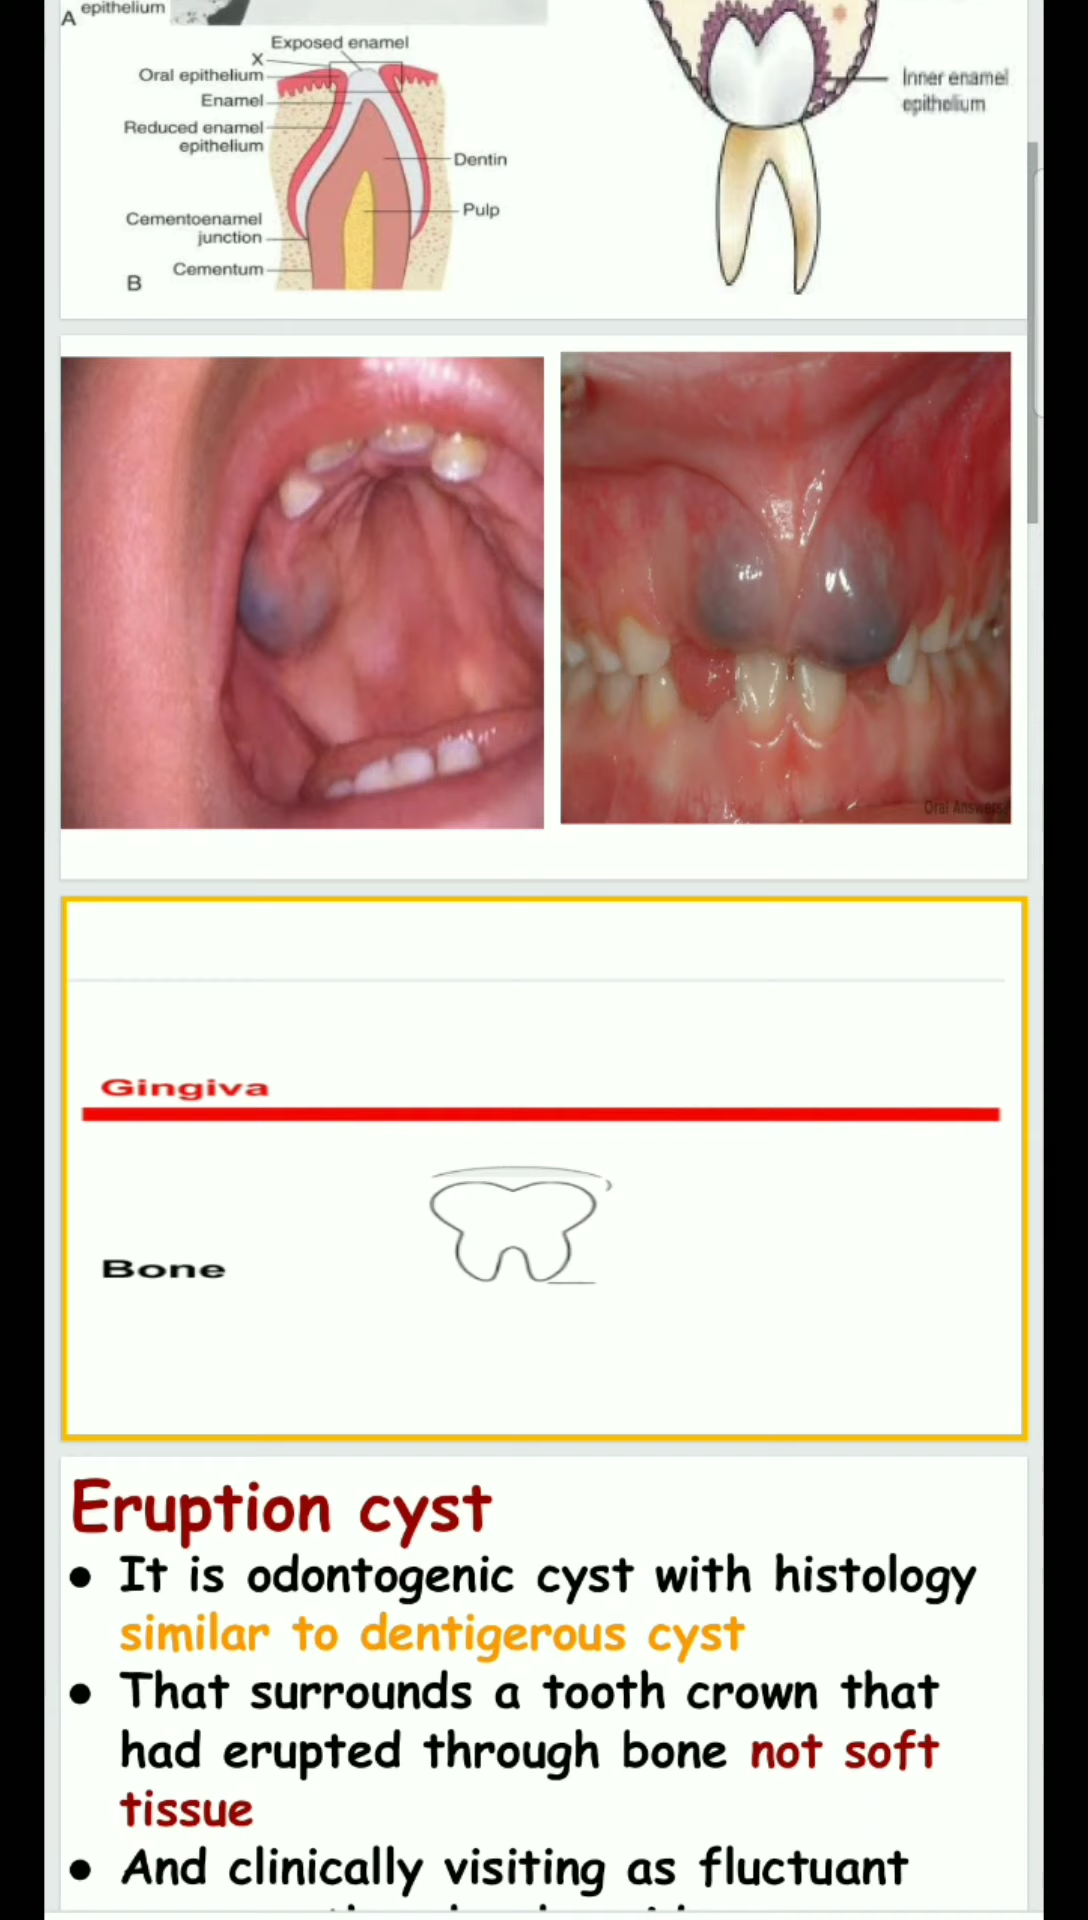 epithelium
A
Exposed enamel
X
Oral epithelium
Enamel
Reduced enamel
epithelium
Dentin
Pulp
Cementoenamel
junction
Cementum
B
Inner enamel
epithelium
Oral Answers
Gingiva
Bone
Eruption cyst
● It is odontogenic cyst with histology
similar to dentigerous cyst
● That surrounds a tooth crown that
had erupted through bone not soft
tissue
● And clinically visiting as fluctuant